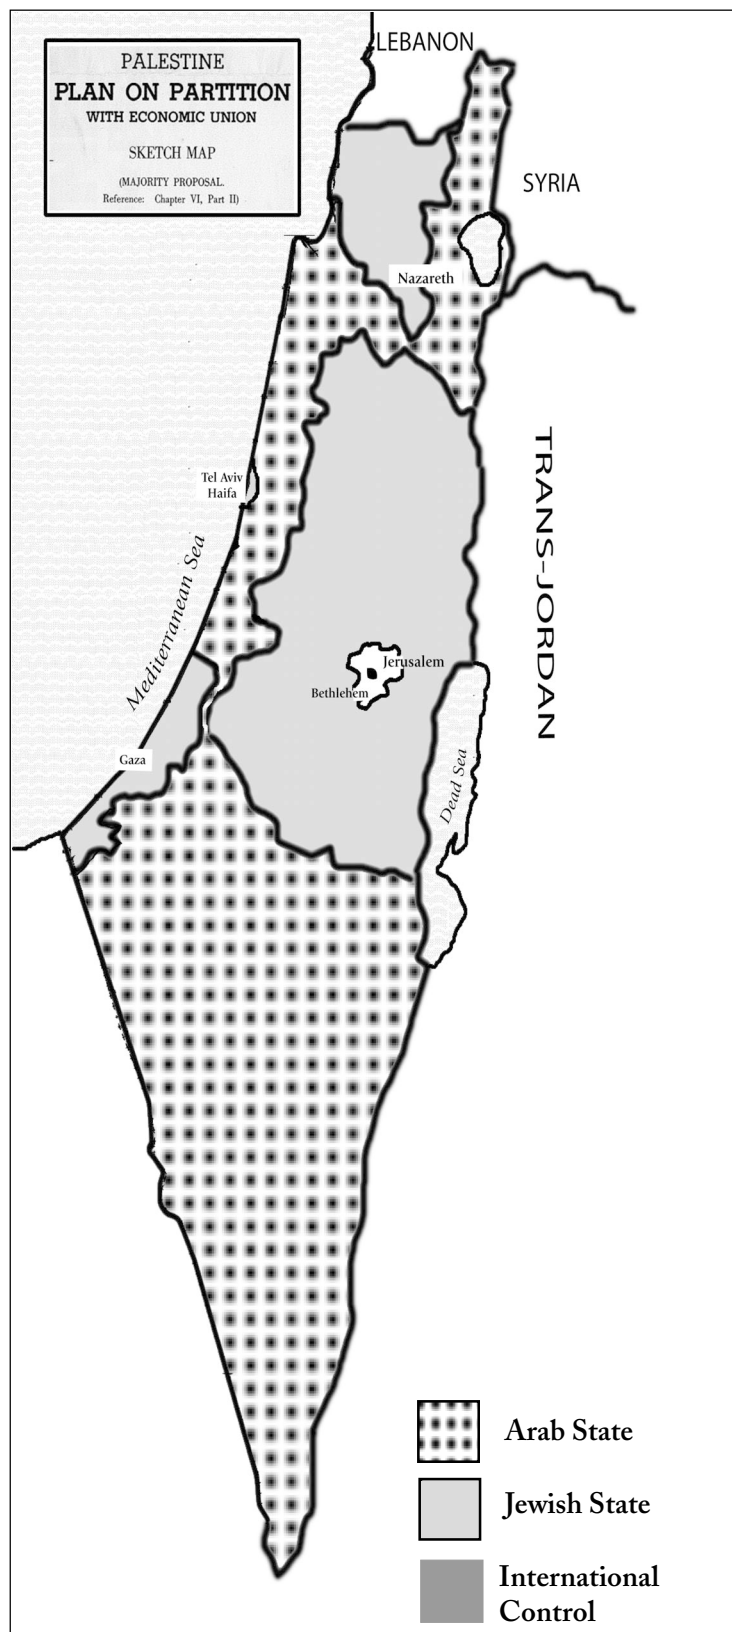 LEBANON
PALESTINE
PLAN ON PARTITION
WITH ECONOMIC UNION
SKETCH MAP
(MAJORITY PROPOSAL.
Reference: Chapter VI, Part II)
SYRIA
Nazareth
TRANS-JORDAN
Tel Aviv
Haifa
Mediterranean Sea
Jerusalem
Bethlehem
Gaza
Dead Sea
Arab State
Jewish State
International
Control